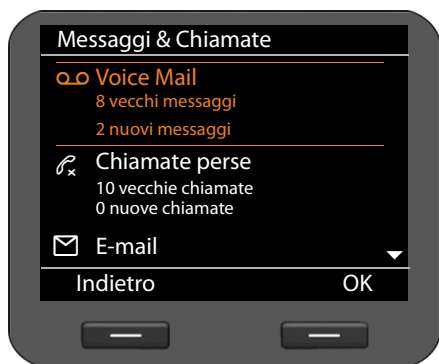 Messaggi & Chiamate
Voice Mail
8 vecchi messaggi
2 nuovi messaggi
Chiamate perse
10 vecchie chiamate
0 nuove chiamate
E-mail
Indietro OK